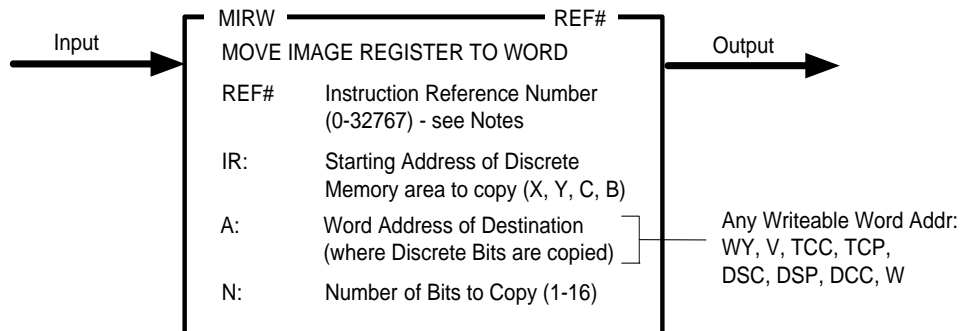 MIRW REF#
Input
MOVE IMAGE REGISTER TO WORD
Output
REF# Instruction Reference Number
(0-32767) - see Notes
IR: Starting Address of Discrete
Memory area to copy (X, Y, C, B)
A: Word Address of Destination
(where Discrete Bits are copied)
Any Writeable Word Addr:
WY, V, TCC, TCP,
DSC, DSP, DCC, W
N: Number of Bits to Copy (1-16)